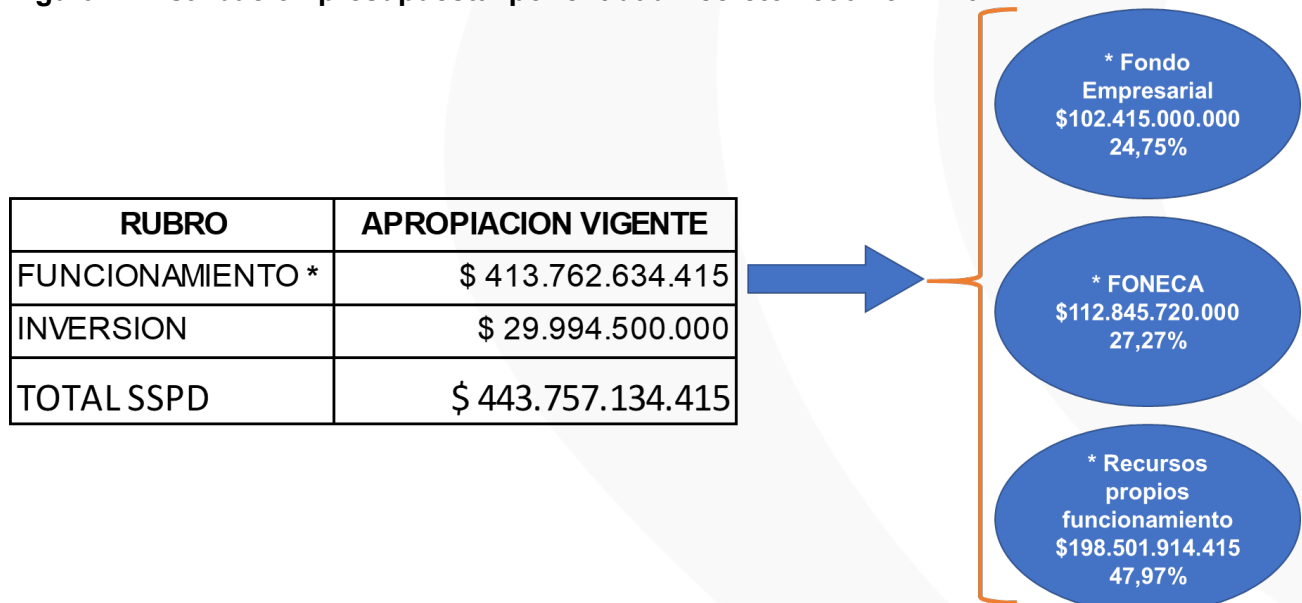 RUBRO APROPIACION VIGENTE
FUNCIONAMIENTO * $ 413.762.634.415
INVERSION $ 29.994.500.000
TOTAL SSPD $ 443.757.134.415
* Fondo
Empresarial
$102.415.000.000
24,75%
* FONECA
$112.845.720.000
27,27%
* Recursos
propios
funcionamiento
$198.501.914.415
47,97%